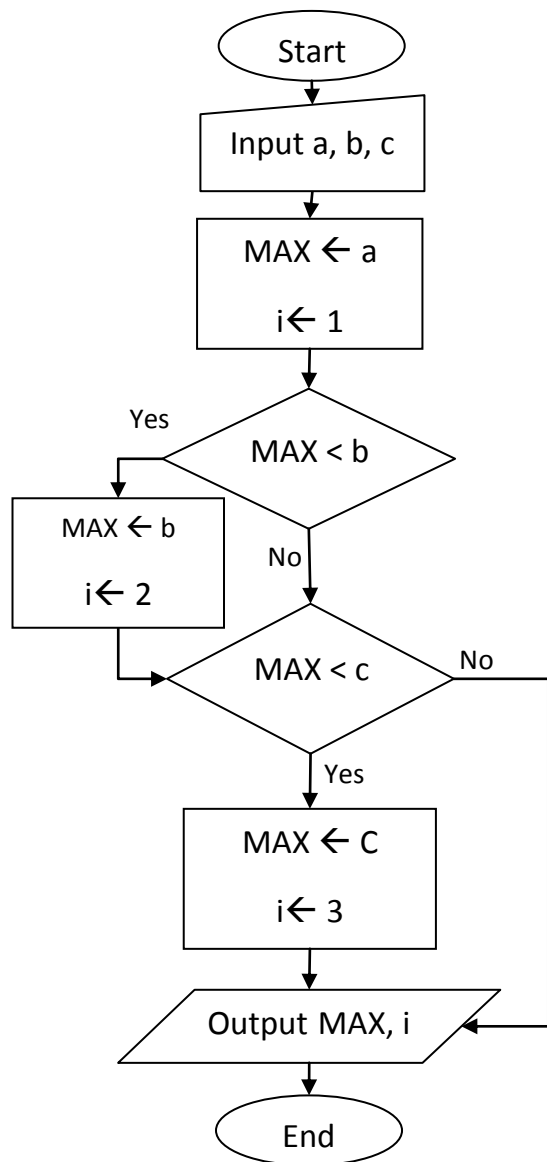 Start
Input a, b, c
MAX ← a
i ← 1
Yes
MAX < b
MAX ← b
i ← 2
No
MAX < c
No
Yes
MAX ← C
i ← 3
Output MAX, i
End